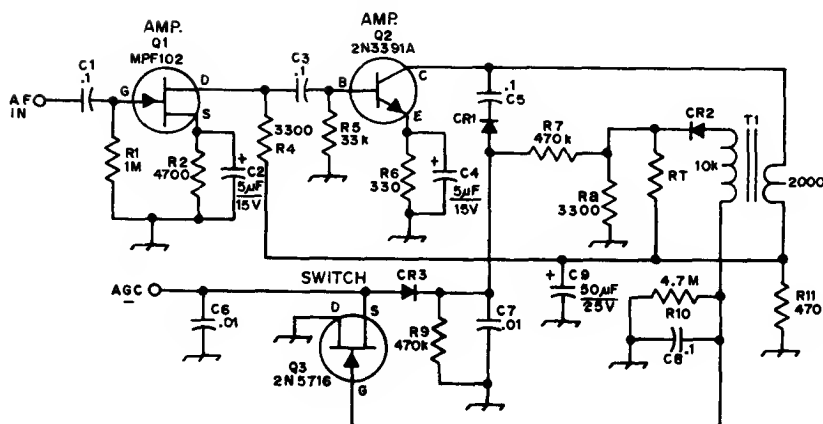 AMP.
Q1
MPF102
AMP.
Q2
2N3391A
C1
.1
AF
IN
G
D
S
R1
1M
R2
4700
+
C2
5µF
15V
3300
R4
C3
.1
B
C
E
R5
33k
R6
330
+
C4
5µF
15V
.1
C5
CR1
R7
470k
R8
3300
RT
CR2
10k
T1
2000
AGC
–
C6
.01
SWITCH
D
S
G
Q3
2N5716
CR3
R9
470k
C7
.01
+
C9
50µF
25V
4.7M
R10
C8
.1
R11
470